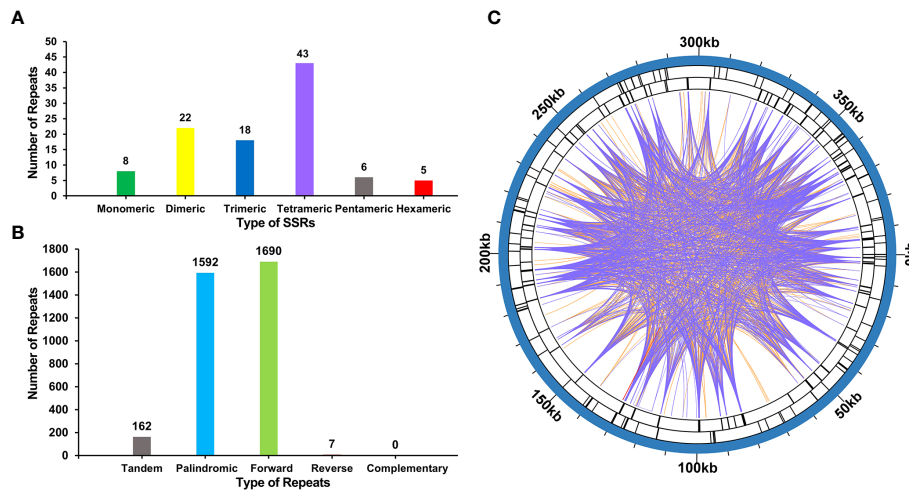 A
Number of Repeats
50
45
40
35
30
25
20
15
10
5
0
8
22
18
43
6
5
Monomeric Dimeric Trimeric Tetrameric Pentameric Hexameric
Type of SSRs
B
Number of Repeats
1800
1600
1400
1200
1000
800
600
400
200
0
162
1592
1690
7
0
Tandem Palindromic Forward Reverse Complementary
Type of Repeats
C
300kb
350kb
50kb
100kb
150kb
200kb
250kb